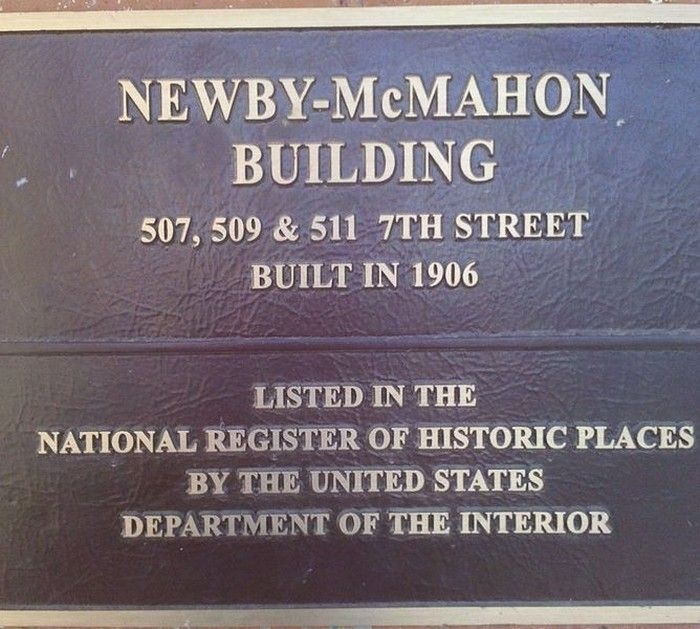 NEWBY-McMAHON
BUILDING
507, 509 & 511 7TH STREET
BUILT IN 1906
LISTED IN THE
NATIONAL REGISTER OF HISTORIC PLACES
BY THE UNITED STATES
DEPARTMENT OF THE INTERIOR